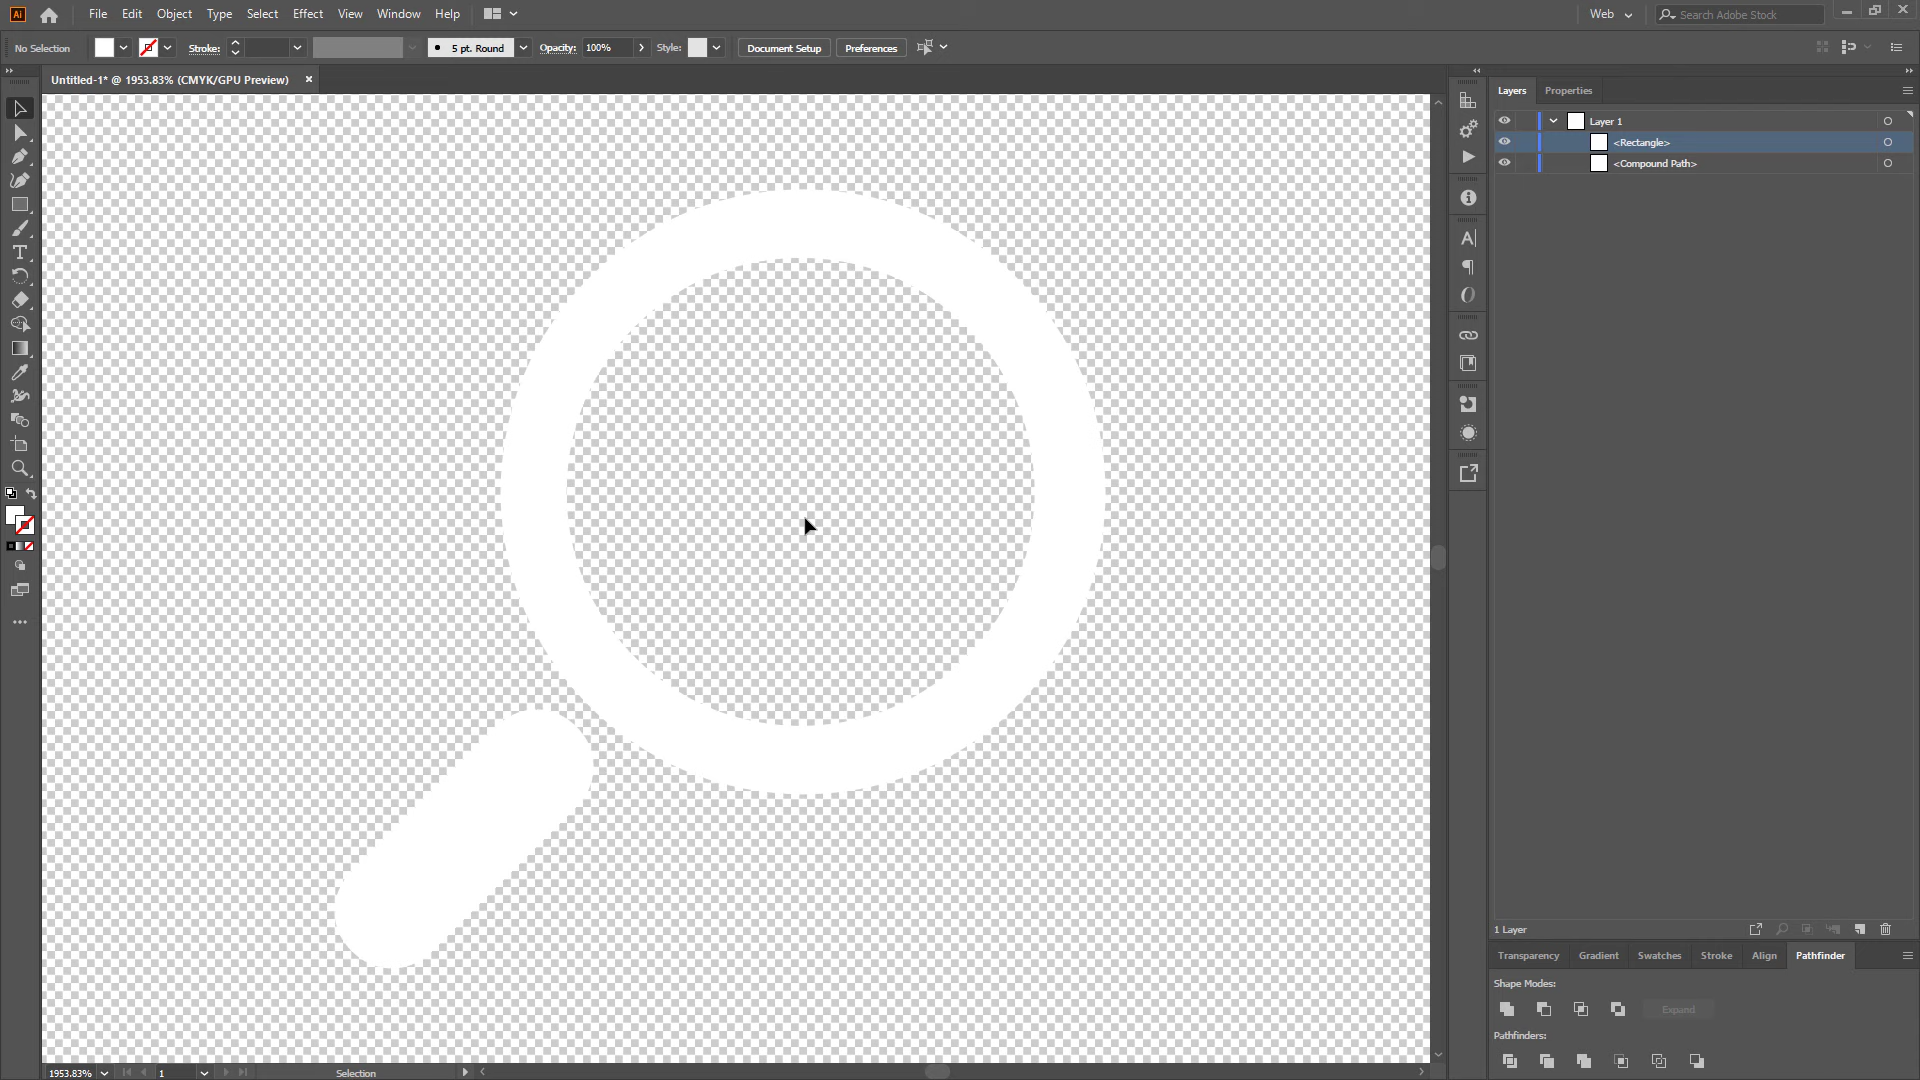 Ai File Edit Object Type Select Effect View Window Help Web Search Adobe Stock
No Selection Stroke: 5 pt. Round Opacity: 100% Style: Document Setup Preferences
Untitled-1* @ 1953.83% (CMYK/GPU Preview)
Layers Properties
Layer 1
<Rectangle>
<Compound Path>
1 Layer
Transparency Gradient Swatches Stroke Align Pathfinder
Shape Modes:
Expand
Pathfinders:
1953.83% 1 Selection